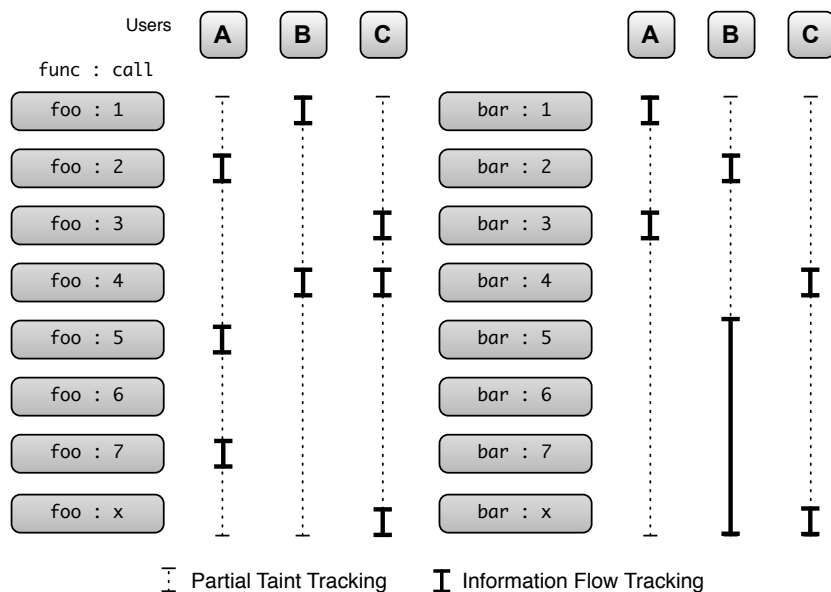 Users A B C A B C
func : call
foo : 1 bar : 1
foo : 2 bar : 2
foo : 3 bar : 3
foo : 4 bar : 4
foo : 5 bar : 5
foo : 6 bar : 6
foo : 7 bar : 7
foo : x bar : x
Partial Taint Tracking Information Flow Tracking